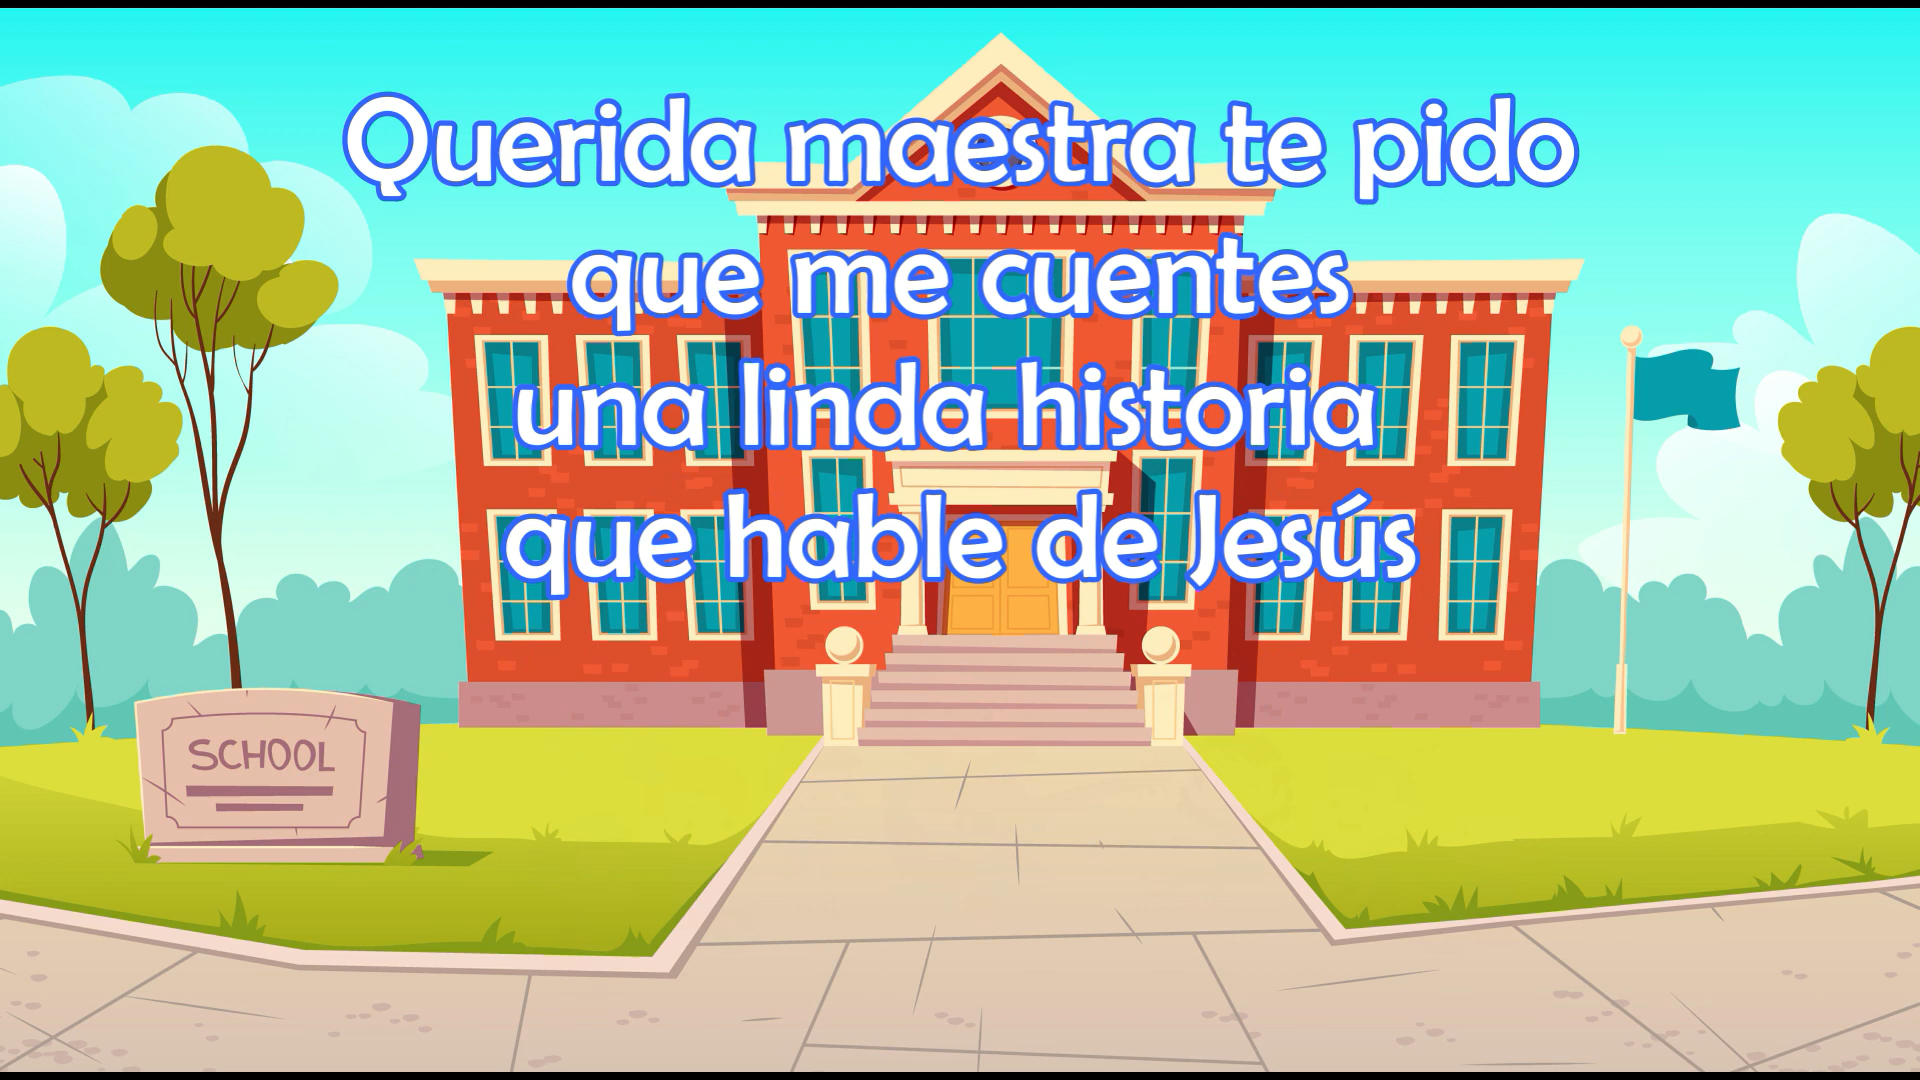 Querida maestra te pido
que me cuentes
una linda historia
que hable de Jesús
SCHOOL